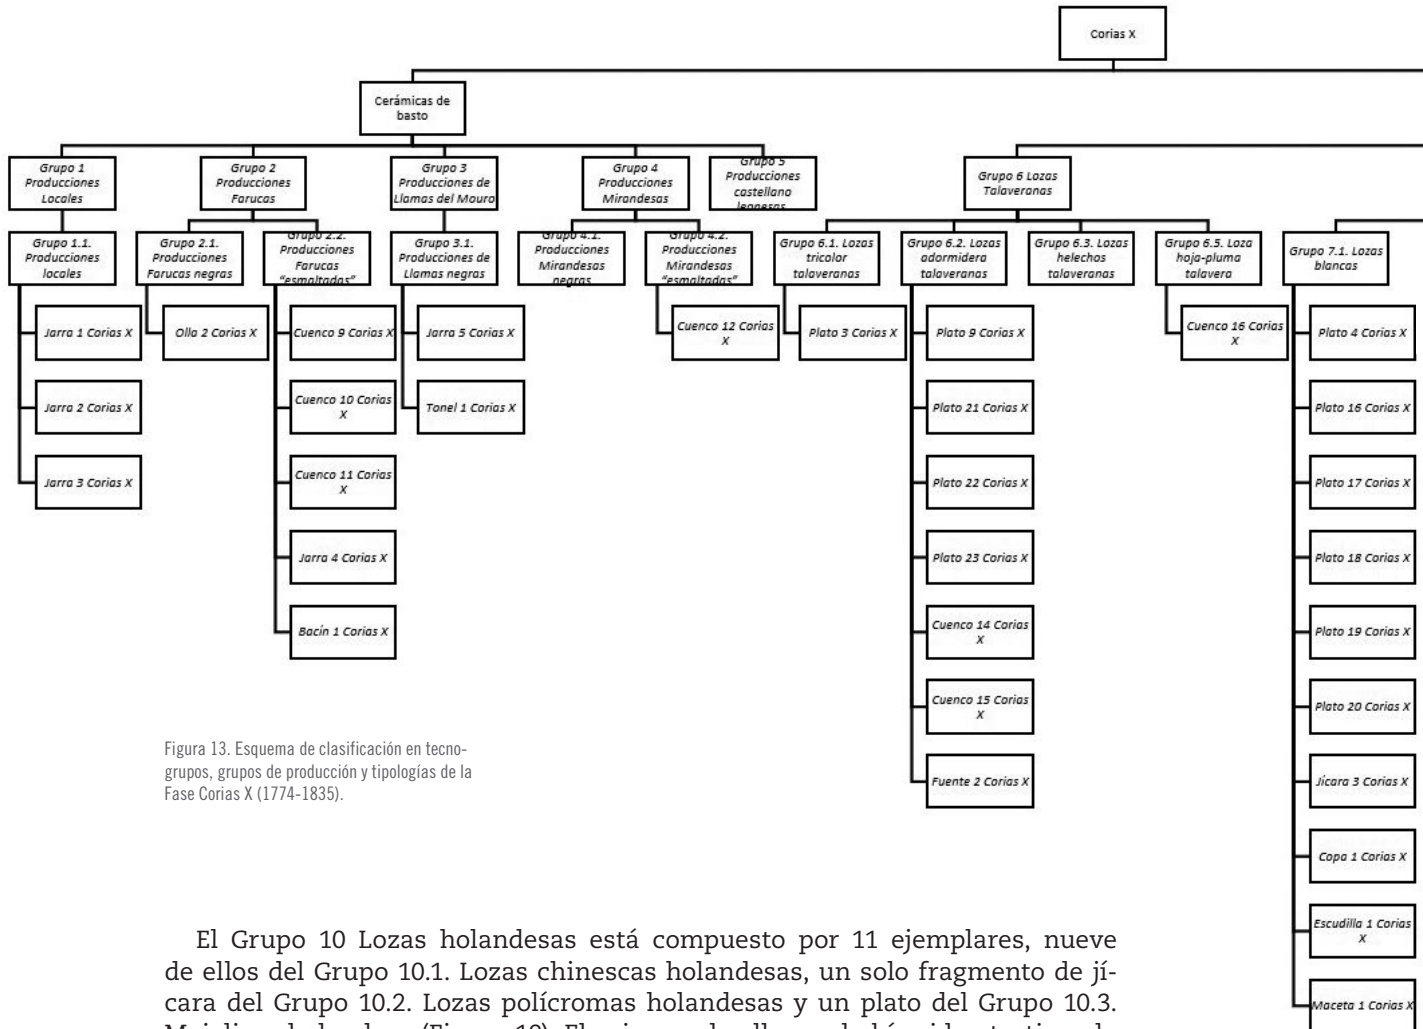 Corias X
Cerámicas de
basto
Grupo 1
Producciones
Locales
Grupo 2
Producciones
Farucas
Grupo 3
Producciones de
Llamas del Mouro
Grupo 4
Producciones
Mirandesas
Grupo 5
Producciones
castellano
leonesas
Grupo 6 Lozas
Talaveranas
Grupo 1.1.
Producciones
locales
Grupo 2.1.
Producciones
Farucas negras
Grupo 2.2.
Producciones
Farucas
"esmaltadas"
Grupo 3.1.
Producciones de
Llamas negras
Grupo 4.1.
Producciones
Mirandesas
negras
Grupo 4.2.
Producciones
Mirandesas
"esmaltadas"
Grupo 6.1. Lozas
tricolor
talaveranas
Grupo 6.2. Lozas
adormidera
talaveranas
Grupo 6.3. Lozas
helechos
talaveranas
Grupo 6.5. Loza
hoja-pluma
talavera
Grupo 7.1. Lozas
blancas
Jarra 1 Corias X
Jarra 2 Corias X
Jarra 3 Corias X
Olla 2 Corias X
Cuenco 9 Corias X
Cuenco 10 Corias
X
Cuenco 11 Corias
X
Jarra 4 Corias X
Bacín 1 Corias X
Jarra 5 Corias X
Tonel 1 Corias X
Cuenco 12 Corias
X
Plato 3 Corias X
Plato 9 Corias X
Plato 21 Corias X
Plato 22 Corias X
Plato 23 Corias X
Cuenco 14 Corias
X
Cuenco 15 Corias
X
Fuente 2 Corias X
Cuenco 16 Corias
X
Plato 4 Corias X
Plato 16 Corias X
Plato 17 Corias X
Plato 18 Corias X
Plato 19 Corias X
Plato 20 Corias X
Jícara 3 Corias X
Copa 1 Corias X
Escudilla 1 Corias
X
Maceta 1 Corias X
Figura 13. Esquema de clasificación en tecno-
grupos, grupos de producción y tipologías de la
Fase Corias X (1774-1835).
El Grupo 10 Lozas holandesas está compuesto por 11 ejemplares, nueve
de ellos del Grupo 10.1. Lozas chinescas holandesas, un solo fragmento de jí-
cara del Grupo 10.2. Lozas polícromas holandesas y un plato del Grupo 10.3.